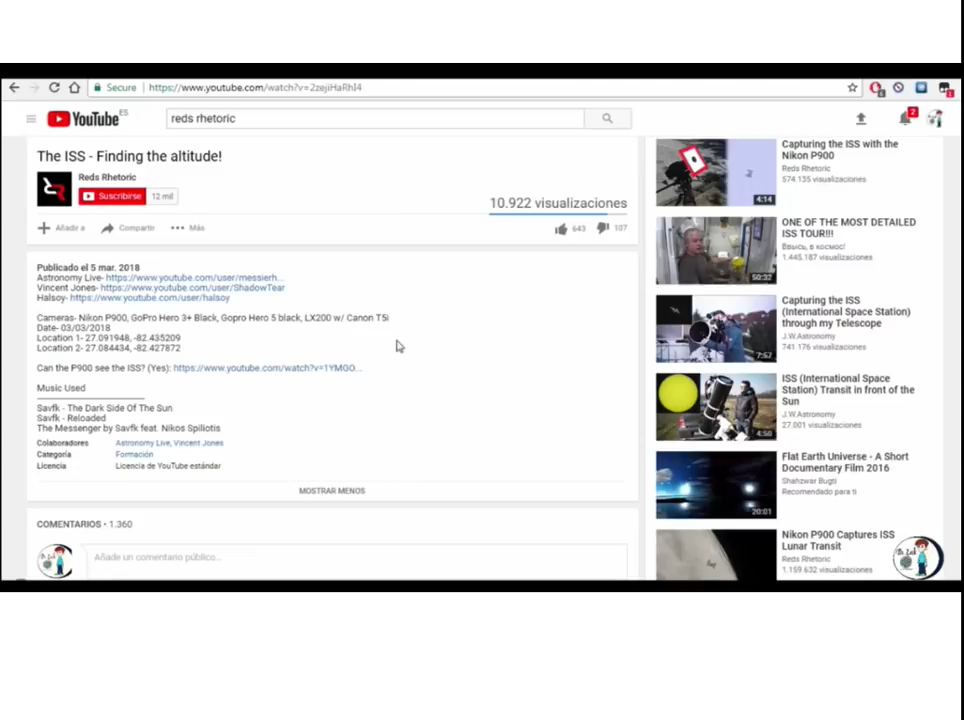 Secure https://www.youtube.com/watch?v=2zejiHaRhI4
YouTube ES
reds rhetoric
2
The ISS - Finding the altitude!
Reds Rhetoric
Suscribirse 12 mil
10.922 visualizaciones
Añadir a Compartir Más 643 107
Publicado el 5 mar. 2018
Astronomy Live- https://www.youtube.com/user/messierh...
Vincent Jones- https://www.youtube.com/user/ShadowTear
Halsoy- https://www.youtube.com/user/halsoy
Cameras- Nikon P900, GoPro Hero 3+ Black, Gopro Hero 5 black, LX200 w/ Canon T5i
Date- 03/03/2018
Location 1- 27.091948, -82.435209
Location 2- 27.084434, -82.427872
Can the P900 see the ISS? (Yes): https://www.youtube.com/watch?v=1YMGO...
Music Used
Savfk - The Dark Side Of The Sun
Savfk - Reloaded
The Messenger by Savfk feat. Nikos Spiliotis
Colaboradores Astronomy Live, Vincent Jones
Categoría Formación
Licencia Licencia de YouTube estándar
MOSTRAR MENOS
COMENTARIOS • 1.360
Añade un comentario público...
Capturing the ISS with the
Nikon P900
Reds Rhetoric
574.135 visualizaciones
4:14
ONE OF THE MOST DETAILED
ISS TOUR!!!
Ввысь, в космос!
1.445.187 visualizaciones
50:32
Capturing the ISS
(International Space Station)
through my Telescope
J.W.Astronomy
741.176 visualizaciones
7:57
ISS (International Space
Station) Transit in front of the
Sun
J.W.Astronomy
27.001 visualizaciones
4:50
Flat Earth Universe - A Short
Documentary Film 2016
Shahzwar Bugti
Recomendado para ti
20:01
Nikon P900 Captures ISS
Lunar Transit
Reds Rhetoric
1.159.632 visualizaciones